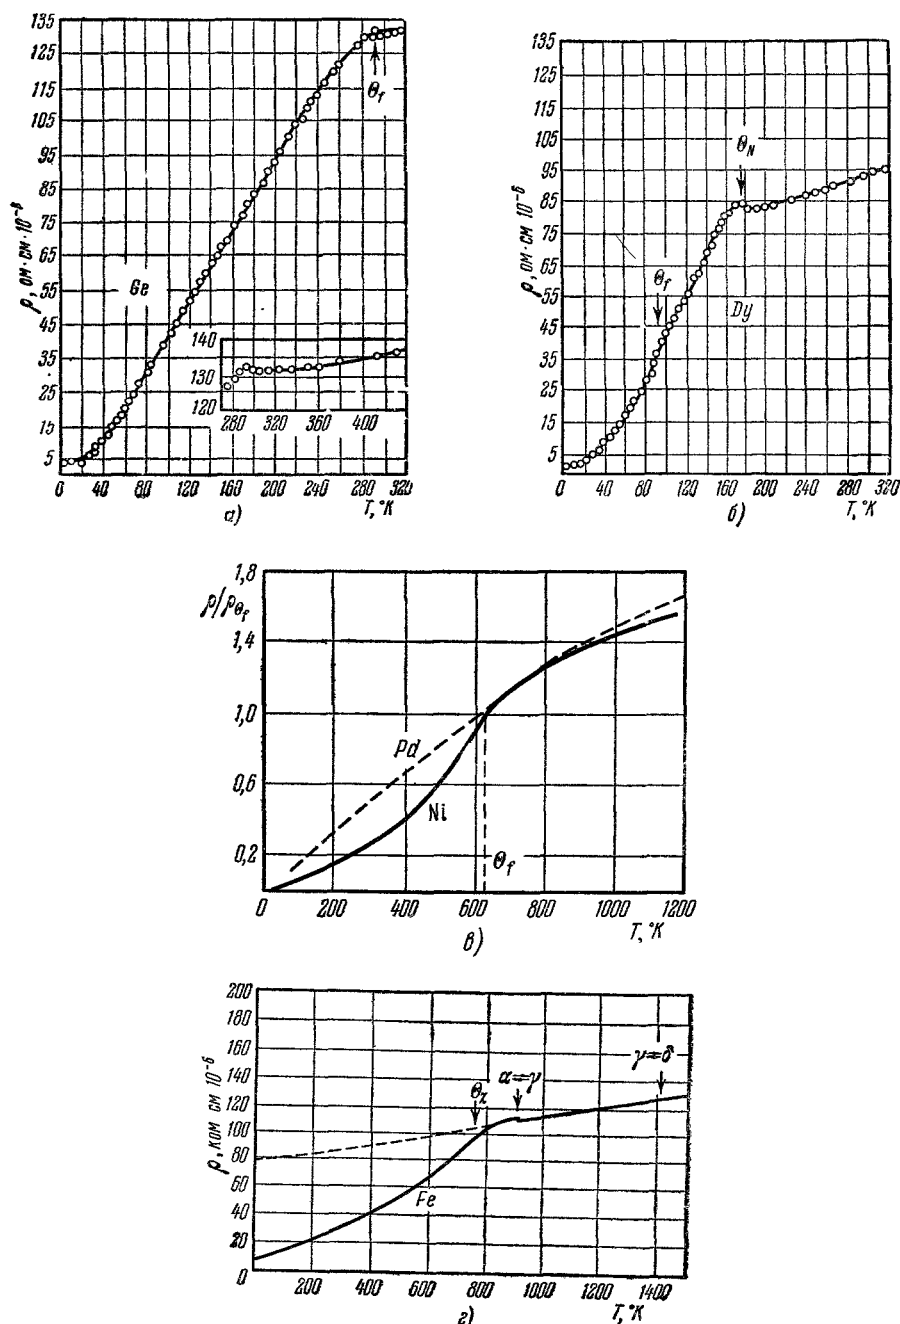 135
125
115
105
95
85
75
65
55
45
35
25
15
5
ρ, ом·см·10⁻⁶
Θf
Ge
140
130
120
280 320 360 400
0 40 80 120 160 200 240 280 320
T, °K
а)
135
125
115
105
95
85
75
65
55
45
35
25
15
5
ρ, ом·см 10⁻⁶
ΘN
Θf
Dy
0 40 80 120 160 200 240 280 320
T, °K
б)
1,8
ρ/ρΘf
1,4
1,0
0,6
0,2
Pd
Ni
Θf
0 200 400 600 800 1000 1200
T, °K
в)
200
180
160
140
120
100
80
60
40
20
0
ρ, ком см 10⁻⁶
γ⇌δ
α⇌γ
Θχ
Fe
200 400 600 800 1000 1200 1400
T, °K
г)